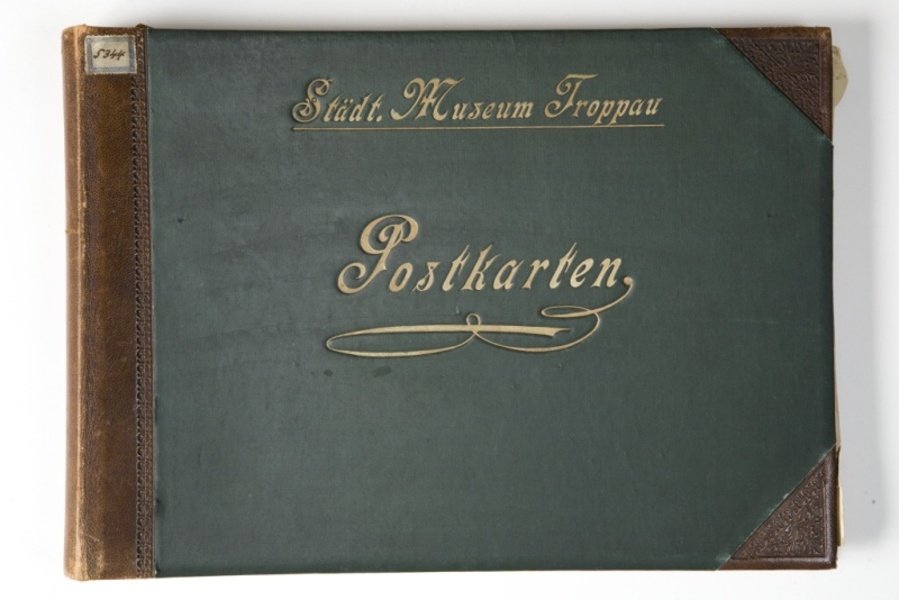 5344
Städt. Museum Troppau
Postkarten.